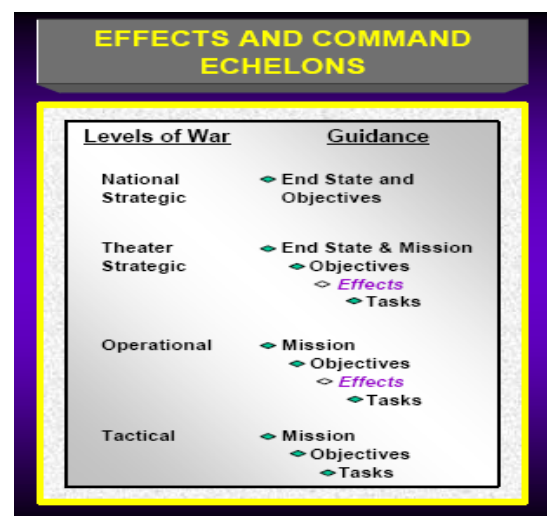 EFFECTS AND COMMAND
ECHELONS
Levels of War Guidance
National End State and
Strategic Objectives
Theater End State & Mission
Strategic Objectives
Effects
Tasks
Operational Mission
Objectives
Effects
Tasks
Tactical Mission
Objectives
Tasks